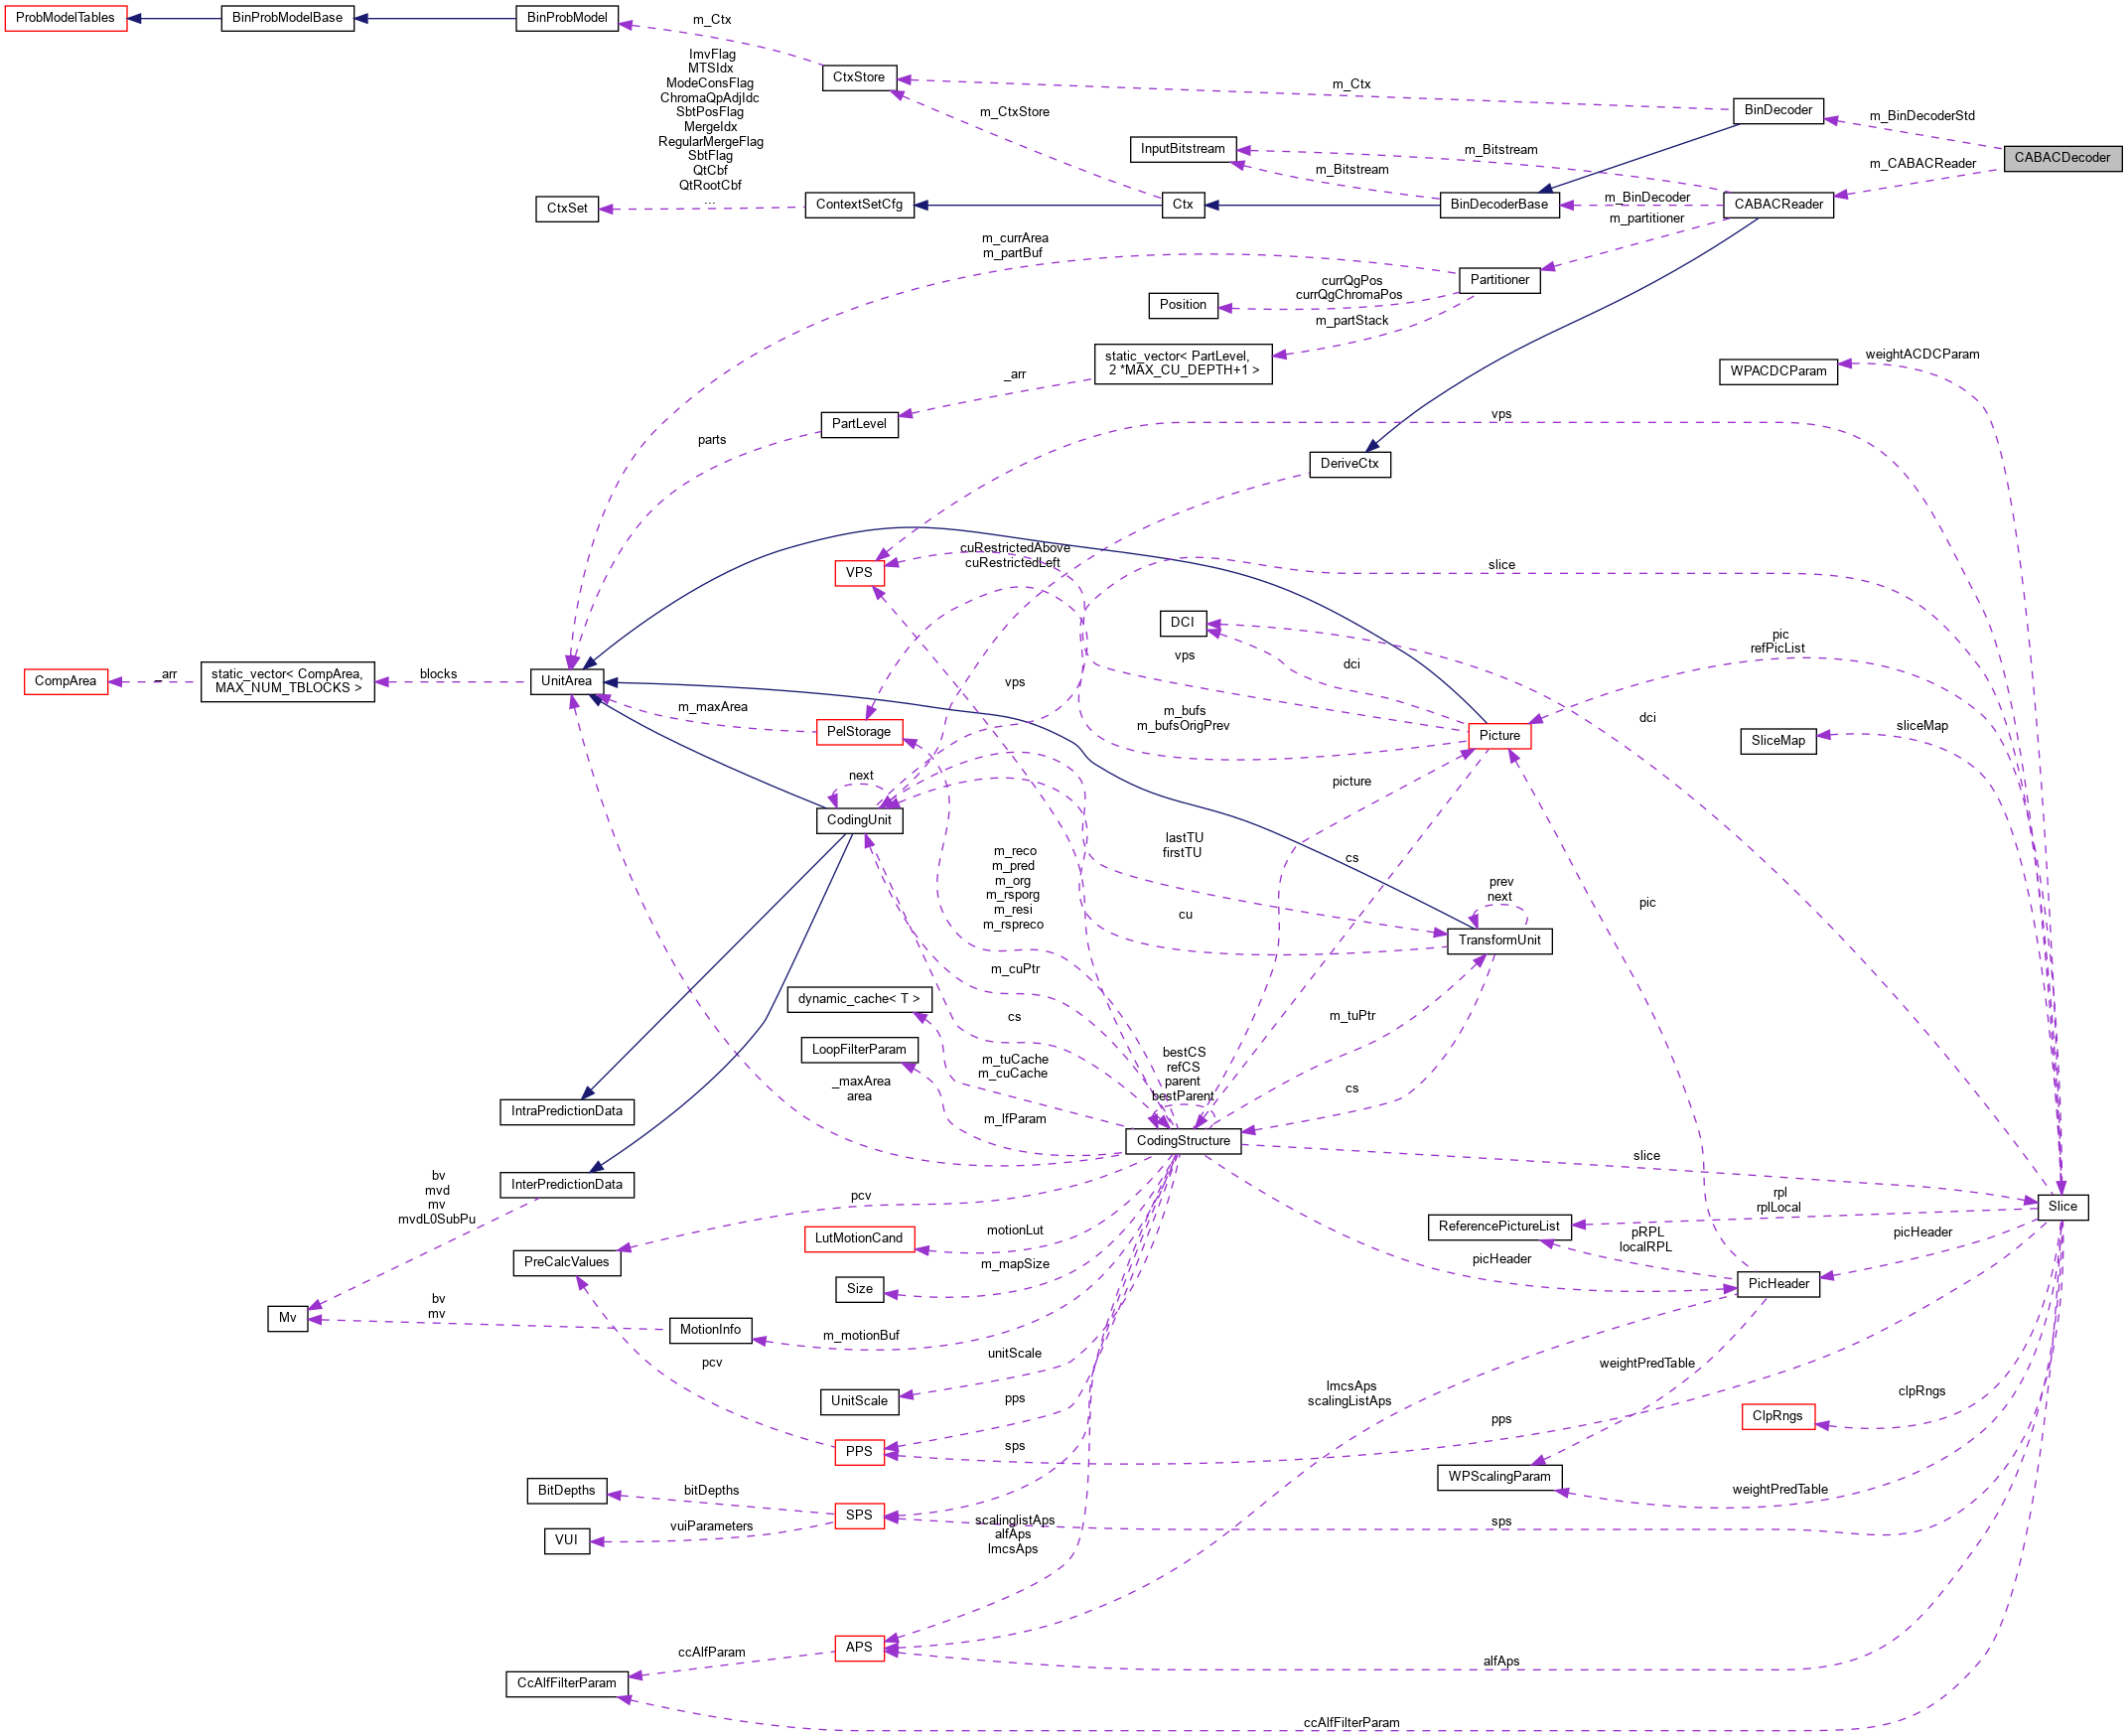 ProbModelTables
BinProbModelBase
BinProbModel
m_Ctx
ImvFlag
MTSIdx
ModeConsFlag
ChromaQpAdjIdc
SbtPosFlag
MergeIdx
RegularMergeFlag
SbtFlag
QtCbf
QtRootCbf
...
CtxStore
m_Ctx
BinDecoder
m_BinDecoderStd
m_CtxStore
InputBitstream
m_Bitstream
m_Bitstream
CABACDecoder
m_CABACReader
CtxSet
ContextSetCfg
Ctx
BinDecoderBase
m_BinDecoder
CABACReader
m_partitioner
m_currArea
m_partBuf
Partitioner
Position
currQgPos
currQgChromaPos
m_partStack
static_vector< PartLevel,
2 *MAX_CU_DEPTH+1 >
_arr
WPACDCParam
weightACDCParam
PartLevel
parts
vps
DeriveCtx
cuRestrictedAbove
cuRestrictedLeft
VPS
slice
DCI
pic
refPicList
vps
dci
CompArea
_arr
static_vector< CompArea,
MAX_NUM_TBLOCKS >
blocks
UnitArea
vps
m_maxArea
PelStorage
m_bufs
m_bufsOrigPrev
Picture
dci
SliceMap
sliceMap
next
picture
CodingUnit
lastTU
firstTU
cs
m_reco
m_pred
m_org
m_rsporg
m_resi
m_rspreco
prev
next
pic
cu
TransformUnit
m_cuPtr
dynamic_cache< T >
cs
m_tuPtr
LoopFilterParam
m_tuCache
m_cuCache
bestCS
refCS
parent
bestParent
cs
_maxArea
area
IntraPredictionData
m_lfParam
CodingStructure
slice
InterPredictionData
bv
mvd
mv
mvdL0SubPu
pcv
rpl
rplLocal
Slice
LutMotionCand
motionLut
ReferencePictureList
pRPL
localRPL
picHeader
PreCalcValues
m_mapSize
picHeader
Size
PicHeader
bv
mv
Mv
MotionInfo
m_motionBuf
unitScale
pcv
weightPredTable
UnitScale
lmcsAps
scalingListAps
pps
clpRngs
ClpRngs
pps
PPS
sps
WPScalingParam
BitDepths
bitDepths
weightPredTable
SPS
vuiParameters
scalinglistAps
alfAps
lmcsAps
sps
VUI
APS
ccAlfParam
alfAps
CcAlfFilterParam
ccAlfFilterParam